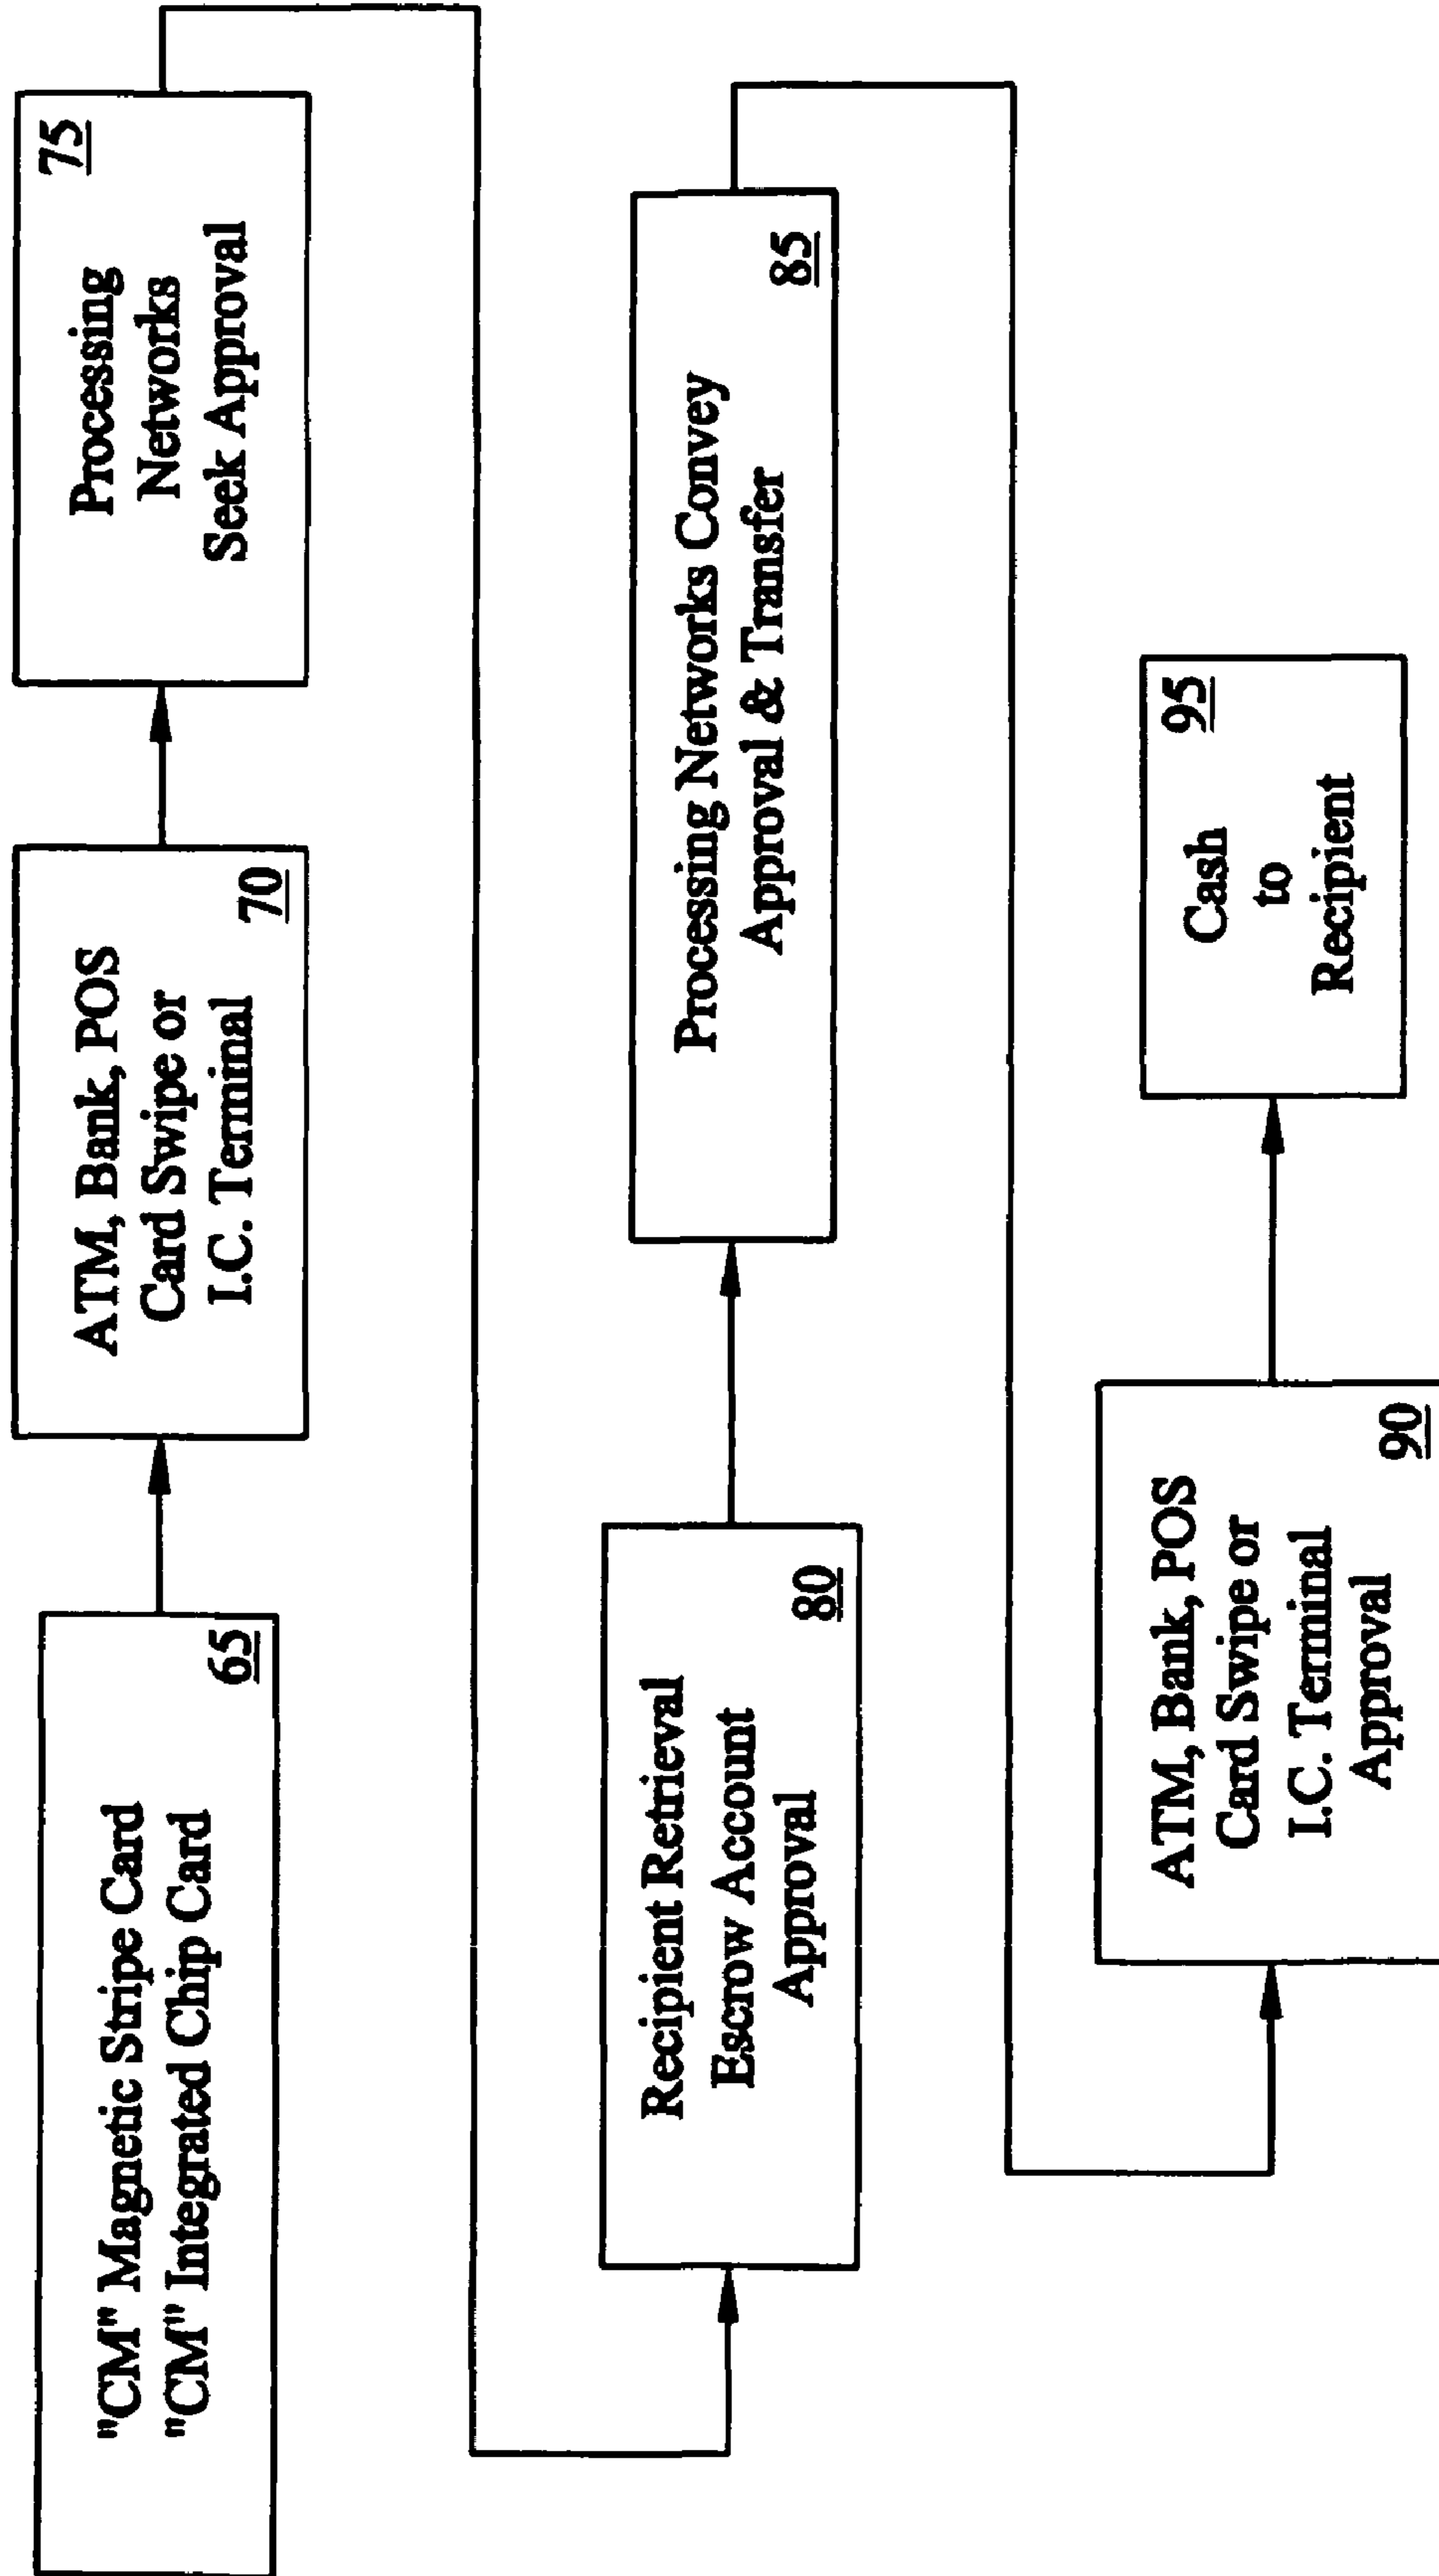 "CM" Magnetic Stripe Card
"CM" Integrated Chip Card
65
ATM, Bank, POS
Card Swipe or
I.C. Terminal
70
75
Processing
Networks
Seek Approval
Recipient Retrieval
Escrow Account
Approval
80
Processing Networks Convey
Approval & Transfer
85
ATM, Bank, POS
Card Swipe or
I.C. Terminal
Approval
90
95
Cash
to
Recipient